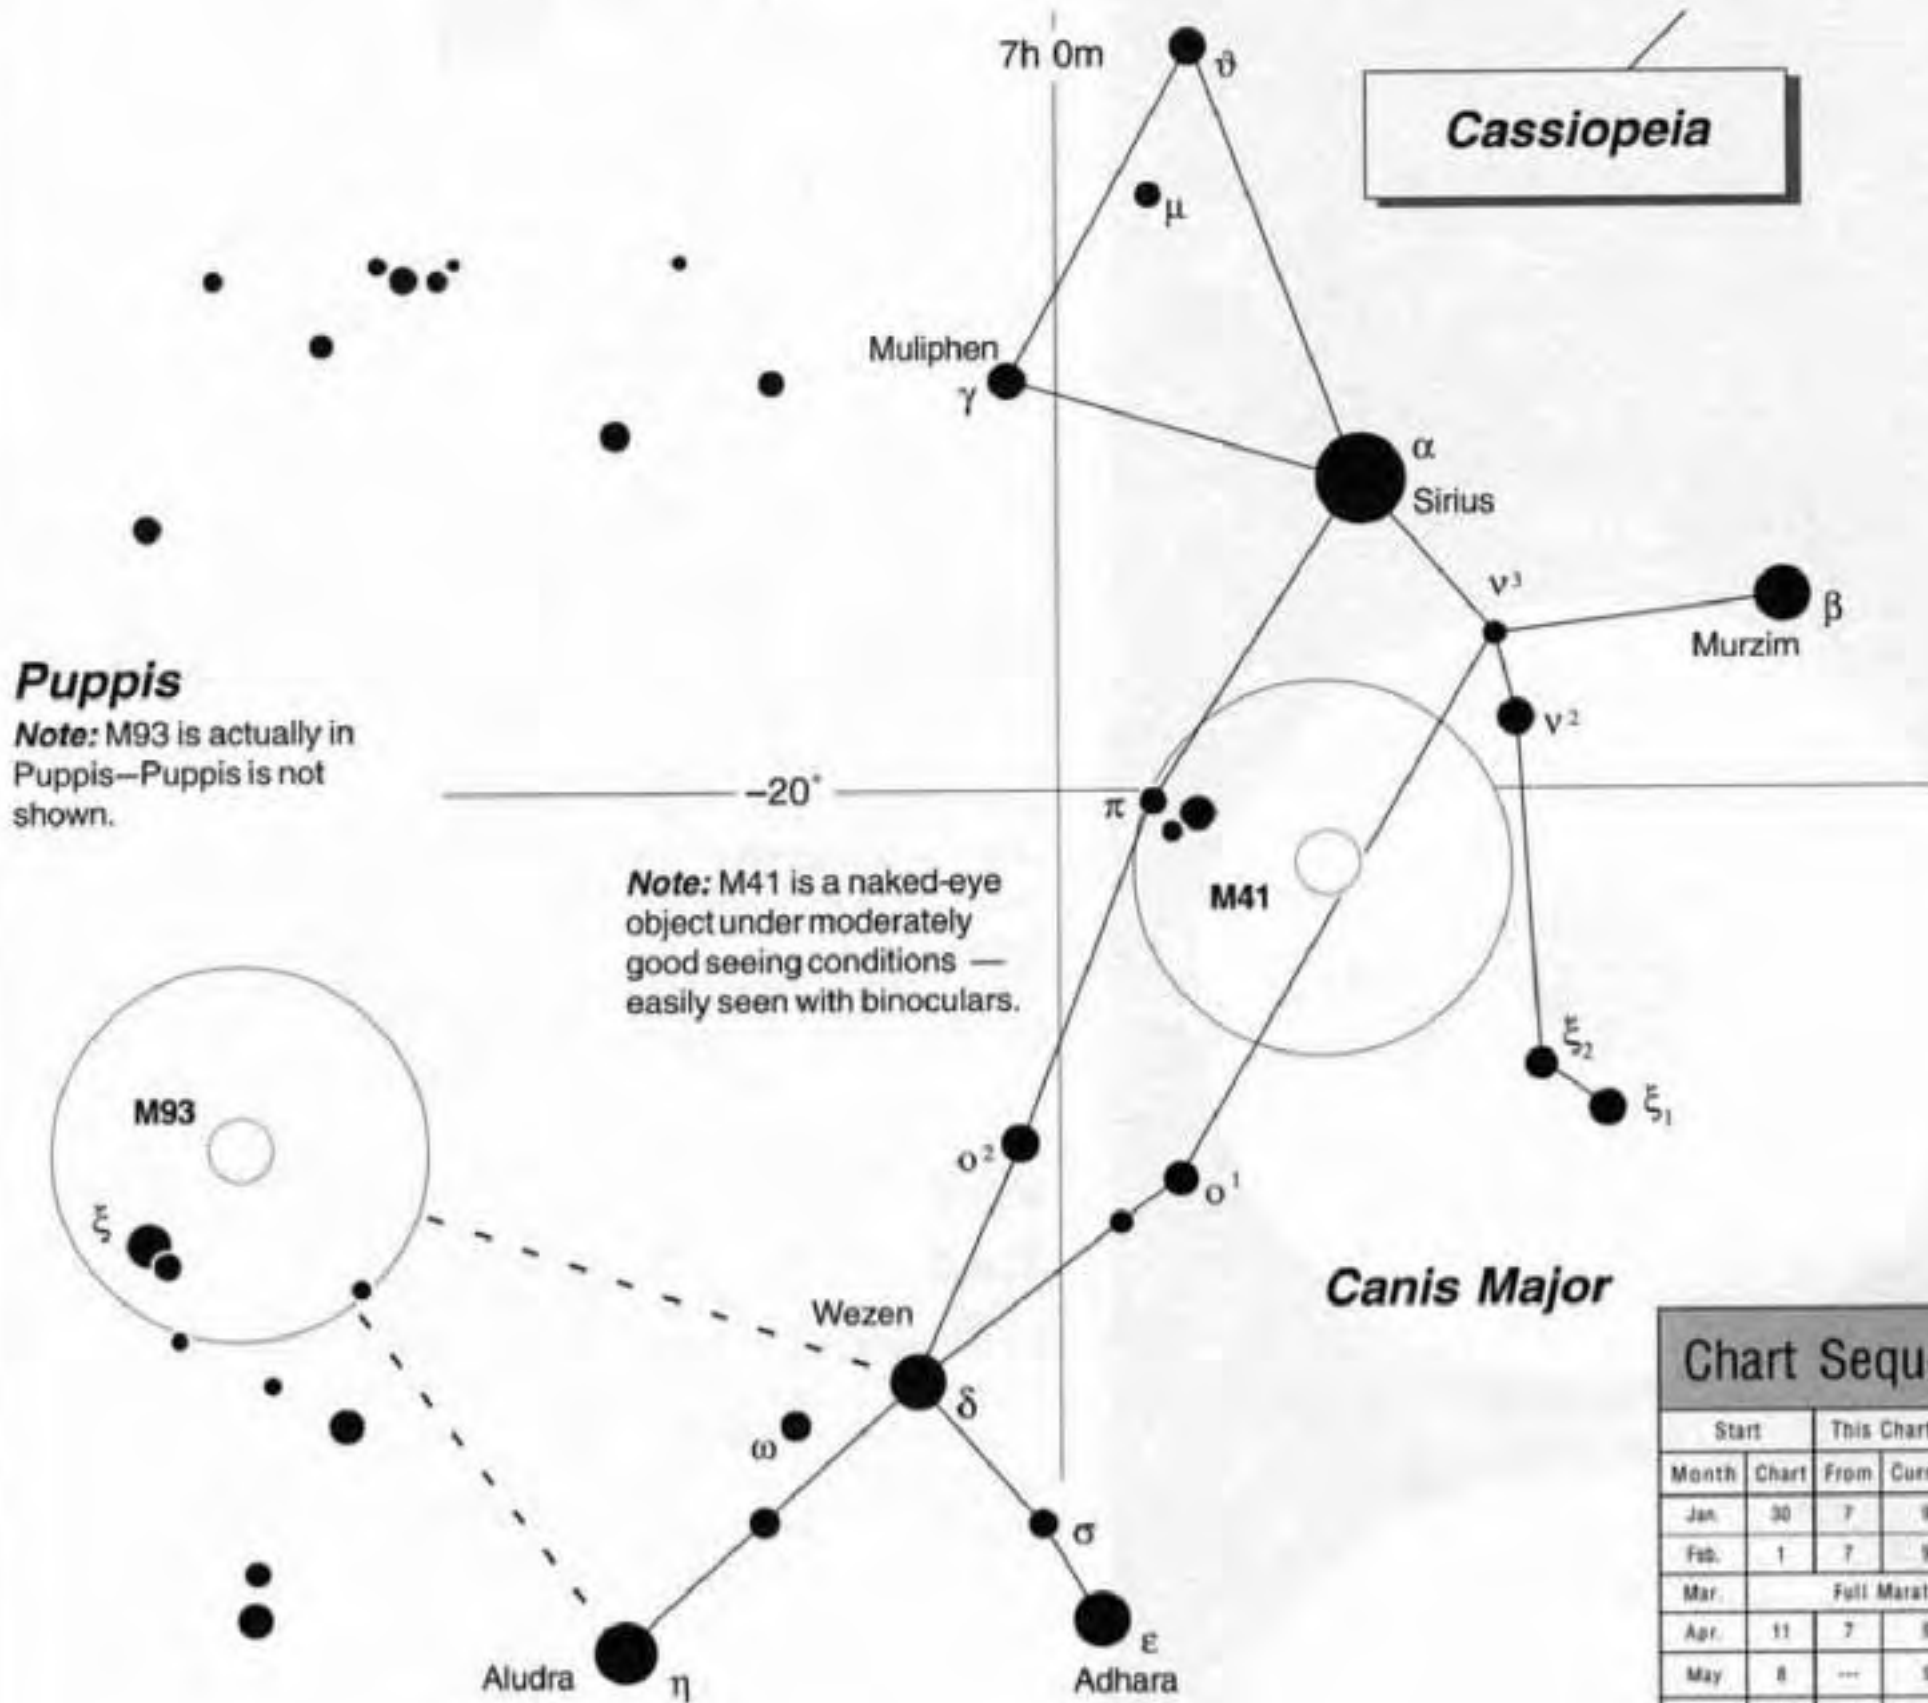 7h 0m
ϑ
Cassiopeia
μ
Muliphen
γ
α
Sirius
ν³
β
Murzim
Puppis
Note: M93 is actually in
Puppis—Puppis is not
shown.
ν²
–20°
π
Note: M41 is a naked-eye
object under moderately
good seeing conditions —
easily seen with binoculars.
M41
ξ₂
ξ₁
M93
ο²
ο¹
ξ
Canis Major
Wezen
δ
ω
σ
ε
Aludra
η
Adhara
Chart
Start This
Month Chart From
Jan. 30 7
Feb. 1 7
Mar. Full
Apr. 11 7
May 8 ---